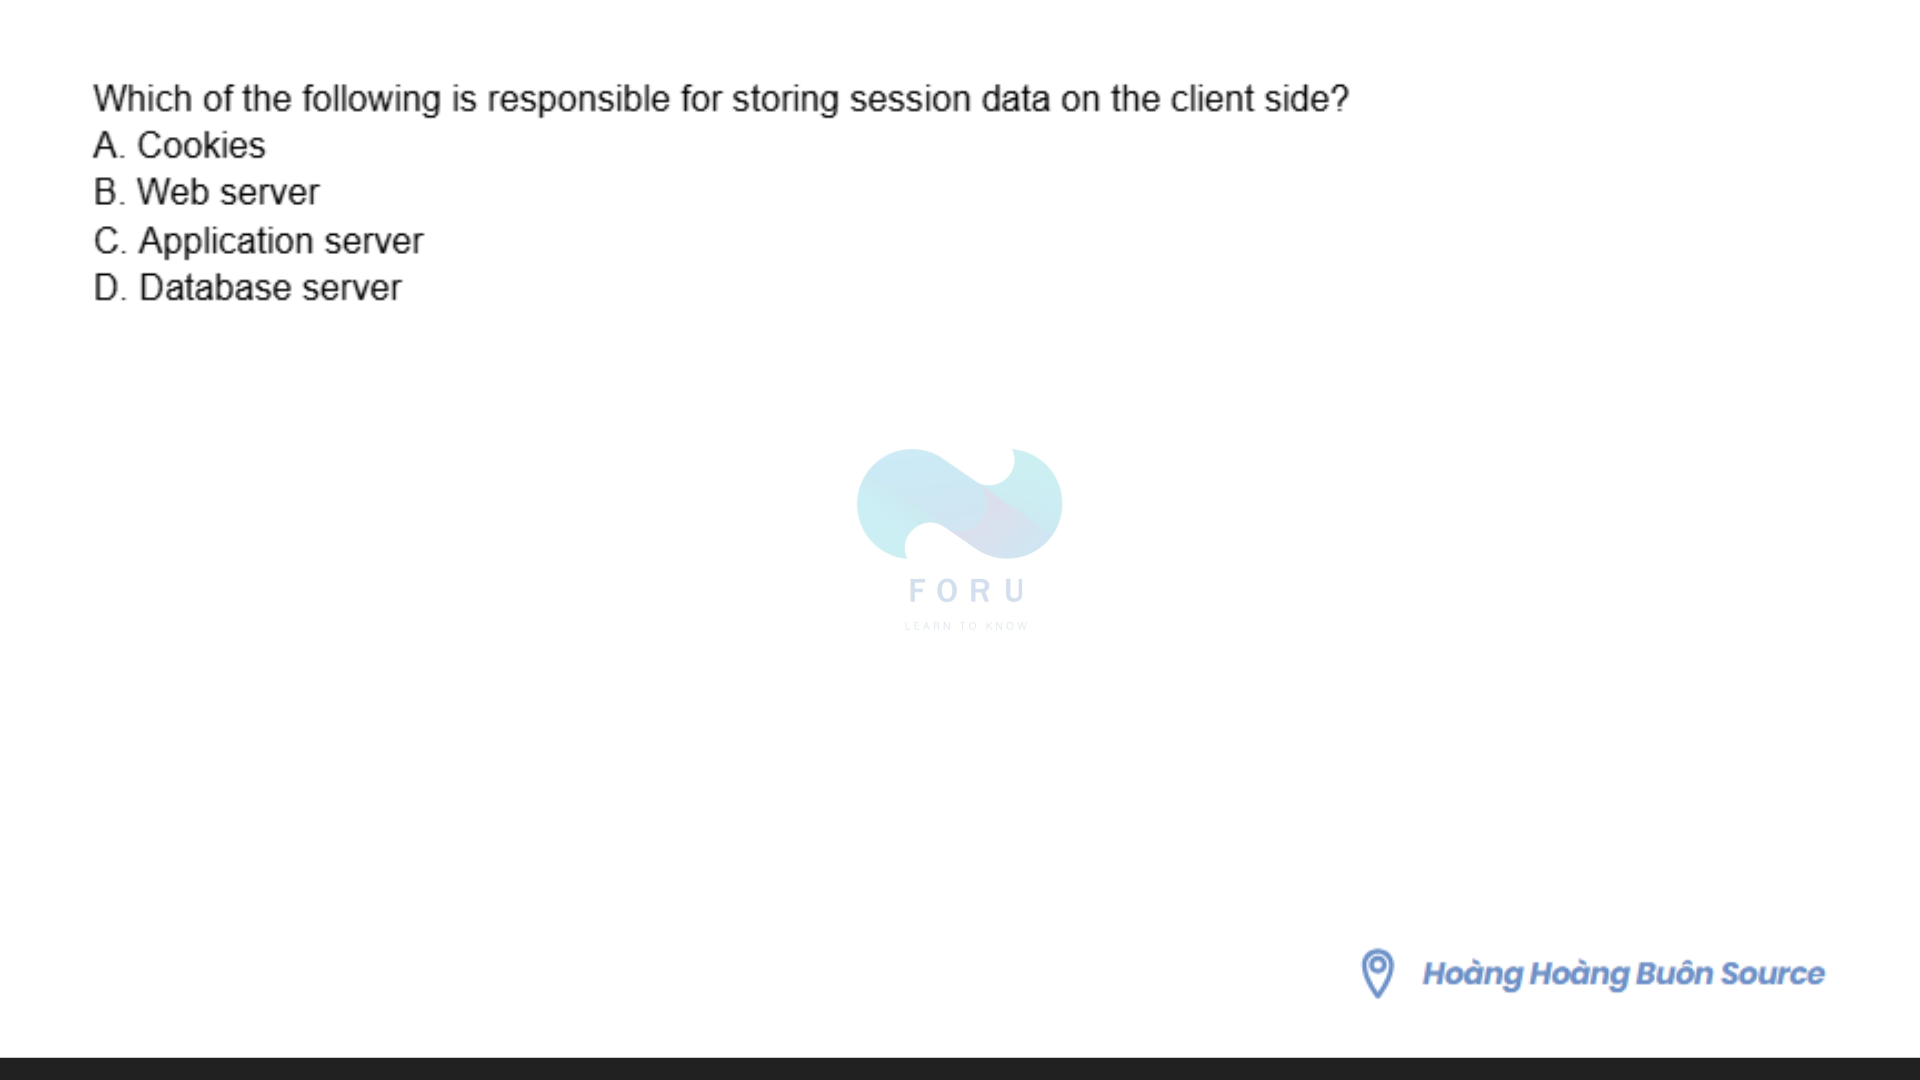 Which of the following is responsible for storing session data on the client side?
A. Cookies
B. Web server
C. Application server
D. Database server
FORU
LEARN TO KNOW
Hoàng Hoàng Buôn Source